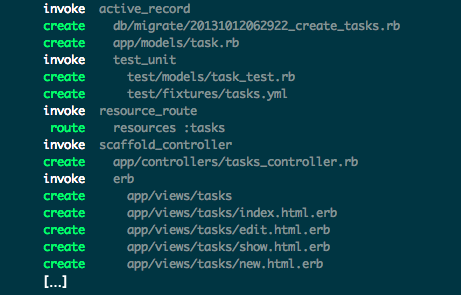 invoke  active_record
create    db/migrate/20131012062922_create_tasks.rb
create    app/models/task.rb
invoke    test_unit
create      test/models/task_test.rb
create      test/fixtures/tasks.yml
invoke  resource_route
 route    resources :tasks
invoke  scaffold_controller
create    app/controllers/tasks_controller.rb
invoke    erb
create      app/views/tasks
create      app/views/tasks/index.html.erb
create      app/views/tasks/edit.html.erb
create      app/views/tasks/show.html.erb
create      app/views/tasks/new.html.erb
[…]